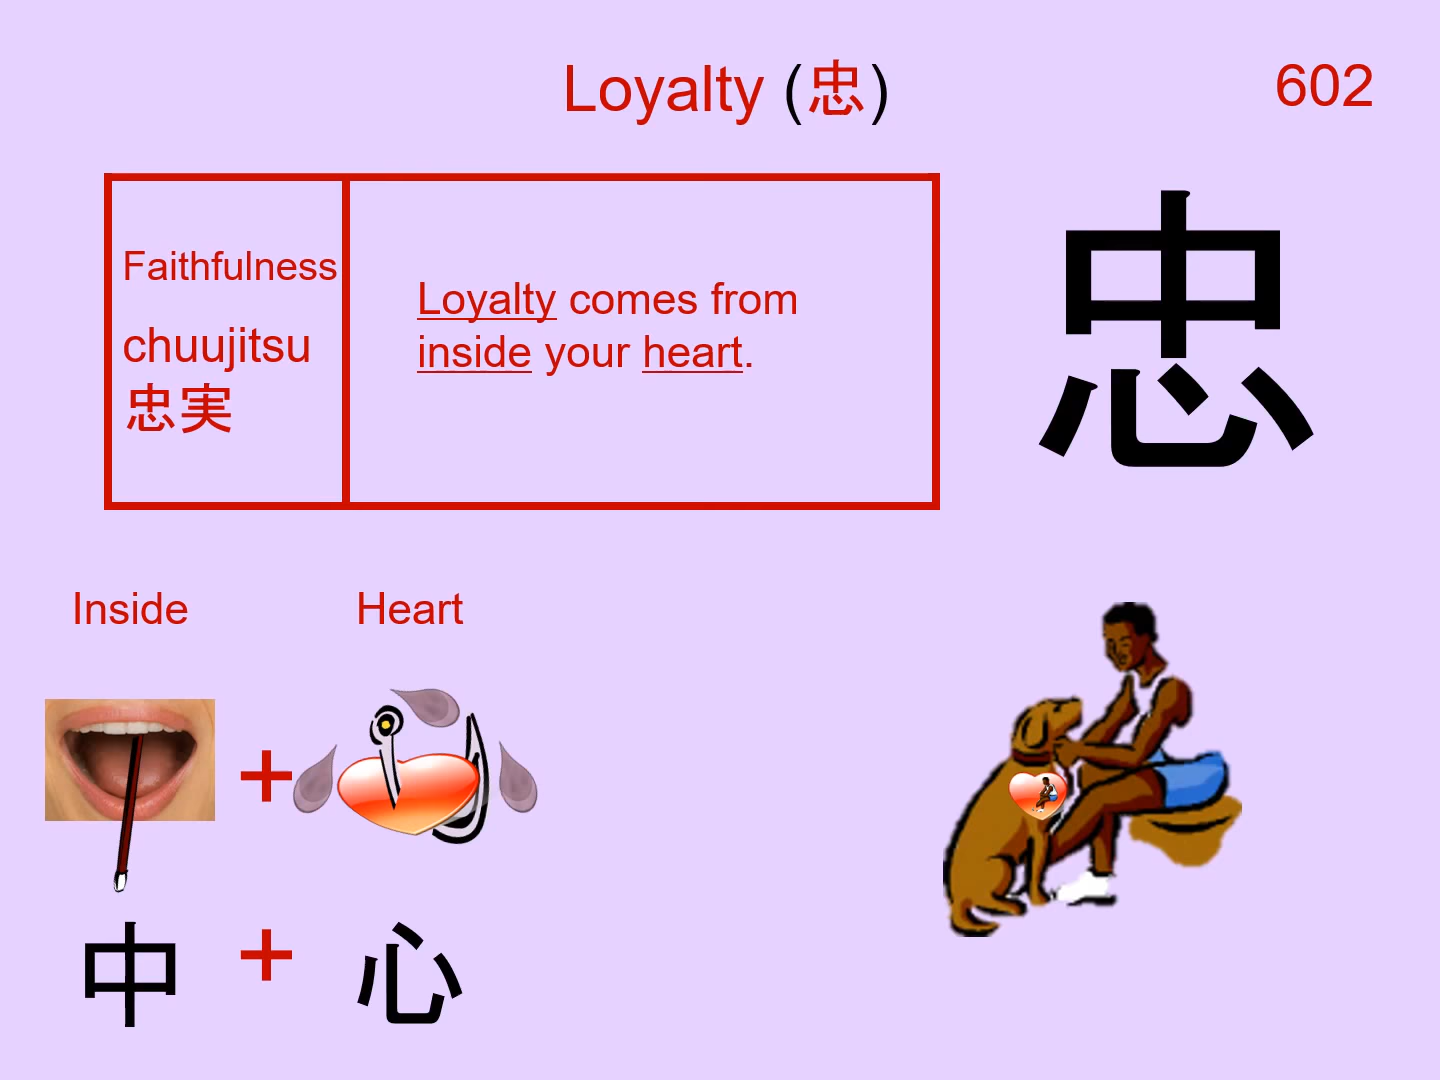 Loyalty (忠)
602
Faithfulness
chuujitsu
忠実
Loyalty comes from
inside your heart.
忠
Inside
Heart
+
中 + 心